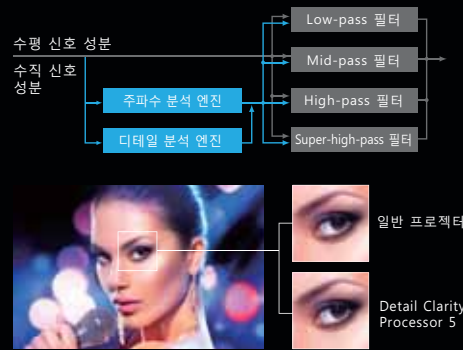 Low-pass 필터
수평 신호 성분
Mid-pass 필터
수직 신호
성분
주파수 분석 엔진
High-pass 필터
디테일 분석 엔진
Super-high-pass 필터
일반 프로젝터
Detail Clarity
Processor 5